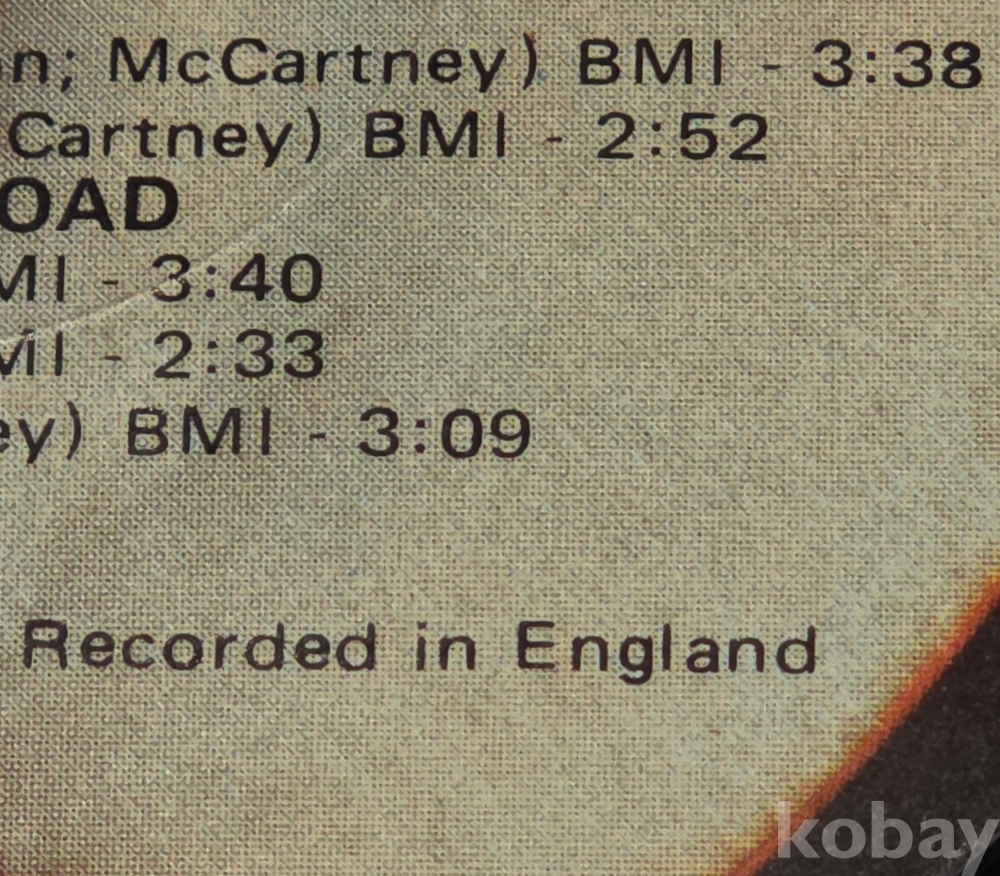 n; McCartney) BMI - 3:38
Cartney) BMI - 2:52
OAD
MI - 3:40
MI - 2:33
ey) BMI - 3:09
Recorded in England
kobay